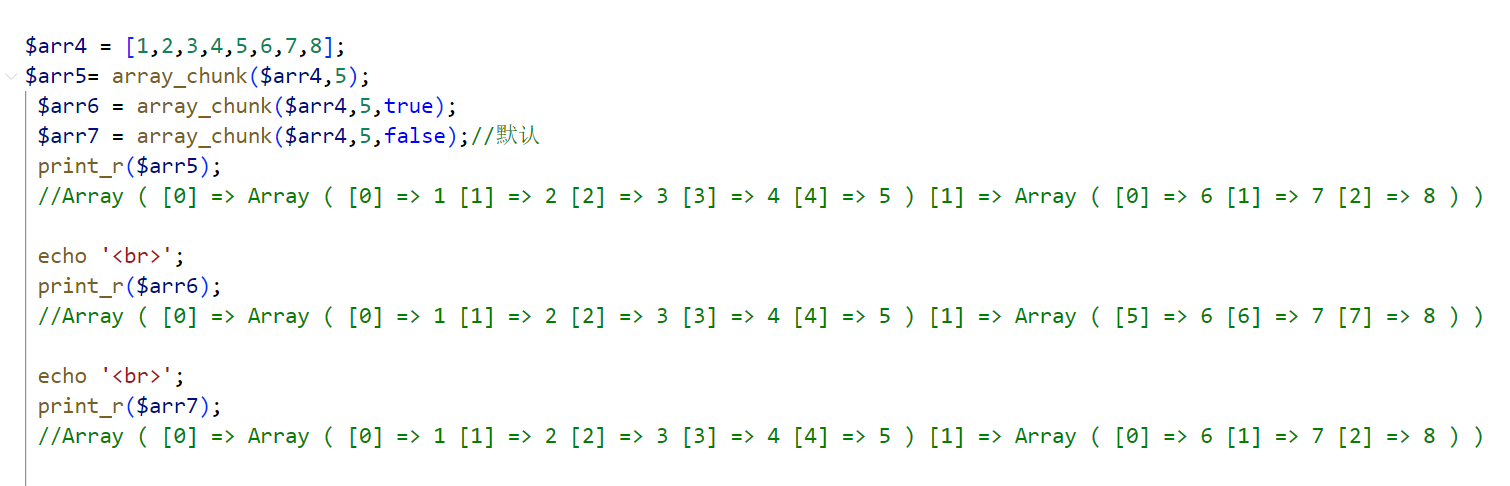 $arr4 = [1,2,3,4,5,6,7,8];
$arr5= array_chunk($arr4,5);
$arr6 = array_chunk($arr4,5,true);
$arr7 = array_chunk($arr4,5,false);//默认
print_r($arr5);
//Array ( [0] => Array ( [0] => 1 [1] => 2 [2] => 3 [3] => 4 [4] => 5 ) [1] => Array ( [0] => 6 [1] => 7 [2] => 8 ) )
echo '<br>';
print_r($arr6);
//Array ( [0] => Array ( [0] => 1 [1] => 2 [2] => 3 [3] => 4 [4] => 5 ) [1] => Array ( [5] => 6 [6] => 7 [7] => 8 ) )
echo '<br>';
print_r($arr7);
//Array ( [0] => Array ( [0] => 1 [1] => 2 [2] => 3 [3] => 4 [4] => 5 ) [1] => Array ( [0] => 6 [1] => 7 [2] => 8 ) )